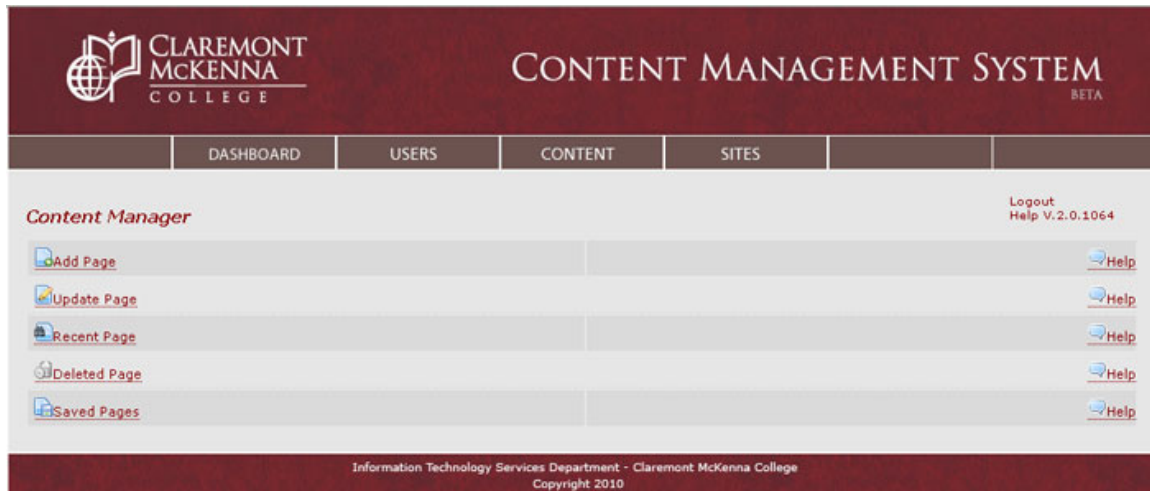 CLAREMONT
MCKENNA
COLLEGE
CONTENT MANAGEMENT SYSTEM
BETA
DASHBOARD USERS CONTENT SITES
Content Manager
Logout
Help V.2.0.1064
Add Page Help
Update Page Help
Recent Page Help
Deleted Page Help
Saved Pages Help
Information Technology Services Department - Claremont McKenna College
Copyright 2010